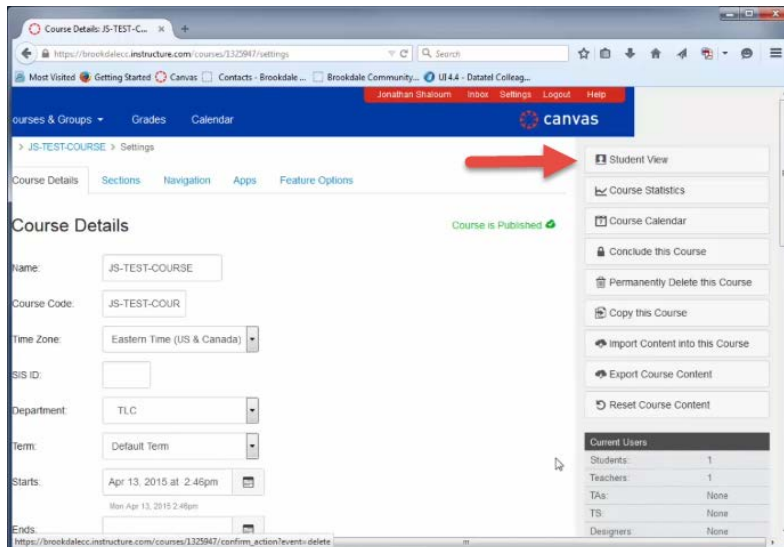 Course Details: JS-TEST-C...
https://brookdalecc.instructure.com/courses/1325947/settings
Search
Most Visited Getting Started Canvas Contacts - Brookdale ... Brookdale Community... UI 4.4 - Datatel Colleag...
Jonathan Shaloum Inbox Settings Logout Help
ourses & Groups Grades Calendar
canvas
> JS-TEST-COURSE > Settings
Course Details Sections Navigation Apps Feature Options
Course Details
Course is Published
Name: JS-TEST-COURSE
Course Code: JS-TEST-COUR
Time Zone: Eastern Time (US & Canada)
SIS ID:
Department: TLC
Term: Default Term
Starts: Apr 13, 2015 at 2:46pm
Mon Apr 13, 2015 2:46pm
Ends:
Student View
Course Statistics
Course Calendar
Conclude this Course
Permanently Delete this Course
Copy this Course
Import Content into this Course
Export Course Content
Reset Course Content
Current Users
Students: 1
Teachers: 1
TAs: None
TS: None
Designers: None
https://brookdalecc.instructure.com/courses/1325947/confirm_action?event=delete